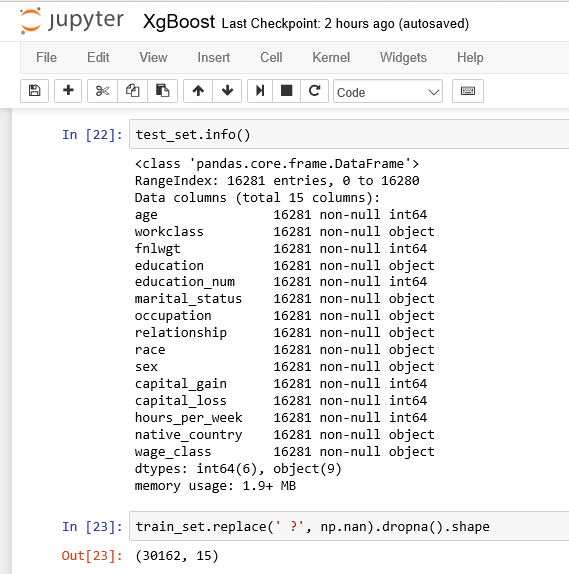 jupyter XgBoost Last Checkpoint: 2 hours ago (autosaved)
File Edit View Insert Cell Kernel Widgets Help
Code
In [22]: test_set.info()
<class 'pandas.core.frame.DataFrame'>
RangeIndex: 16281 entries, 0 to 16280
Data columns (total 15 columns):
age 16281 non-null int64
workclass 16281 non-null object
fnlwgt 16281 non-null int64
education 16281 non-null object
education_num 16281 non-null int64
marital_status 16281 non-null object
occupation 16281 non-null object
relationship 16281 non-null object
race 16281 non-null object
sex 16281 non-null object
capital_gain 16281 non-null int64
capital_loss 16281 non-null int64
hours_per_week 16281 non-null int64
native_country 16281 non-null object
wage_class 16281 non-null object
dtypes: int64(6), object(9)
memory usage: 1.9+ MB
In [23]: train_set.replace(' ?', np.nan).dropna().shape
Out[23]: (30162, 15)